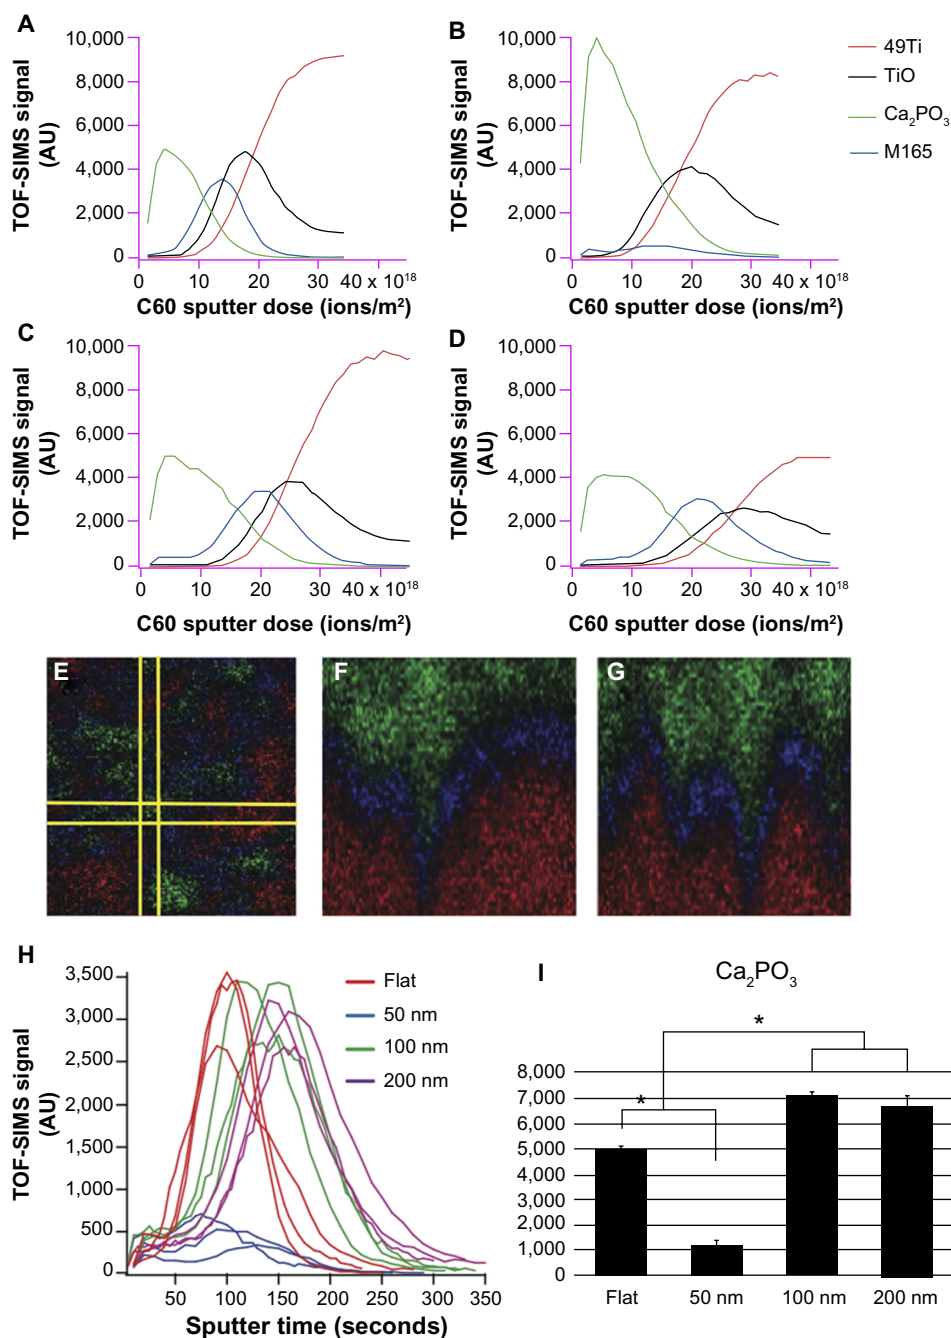 A
TOF-SIMS signal
(AU)
10,000
8,000
6,000
4,000
2,000
0
0 10 20 30 40 x 10¹⁸
C60 sputter dose (ions/m²)
B
TOF-SIMS signal
(AU)
10,000
8,000
6,000
4,000
2,000
0
0 10 20 30 40 x 10¹⁸
C60 sputter dose (ions/m²)
49Ti
TiO
Ca₂PO₃
M165
C
TOF-SIMS signal
(AU)
10,000
8,000
6,000
4,000
2,000
0
0 10 20 30 40 x 10¹⁸
C60 sputter dose (ions/m²)
D
TOF-SIMS signal
(AU)
10,000
8,000
6,000
4,000
2,000
0
0 10 20 30 40 x 10¹⁸
C60 sputter dose (ions/m²)
E
F
G
H
TOF-SIMS signal
(AU)
3,500
3,000
2,500
2,000
1,500
1,000
500
0
50 100 150 200 250 300 350
Sputter time (seconds)
Flat
50 nm
100 nm
200 nm
I
Ca₂PO₃
*
*
8,000
7,000
6,000
5,000
4,000
3,000
2,000
1,000
0
Flat 50 nm 100 nm 200 nm